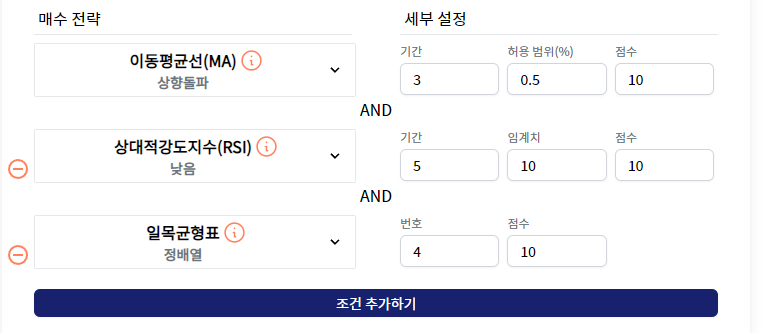 매수 전략
세부 설정
이동평균선(MA)
상향돌파
기간
허용 범위(%)
점수
3
0.5
10
AND
상대적강도지수(RSI)
낮음
기간
임계치
점수
5
10
10
AND
일목균형표
정배열
번호
점수
4
10
조건 추가하기